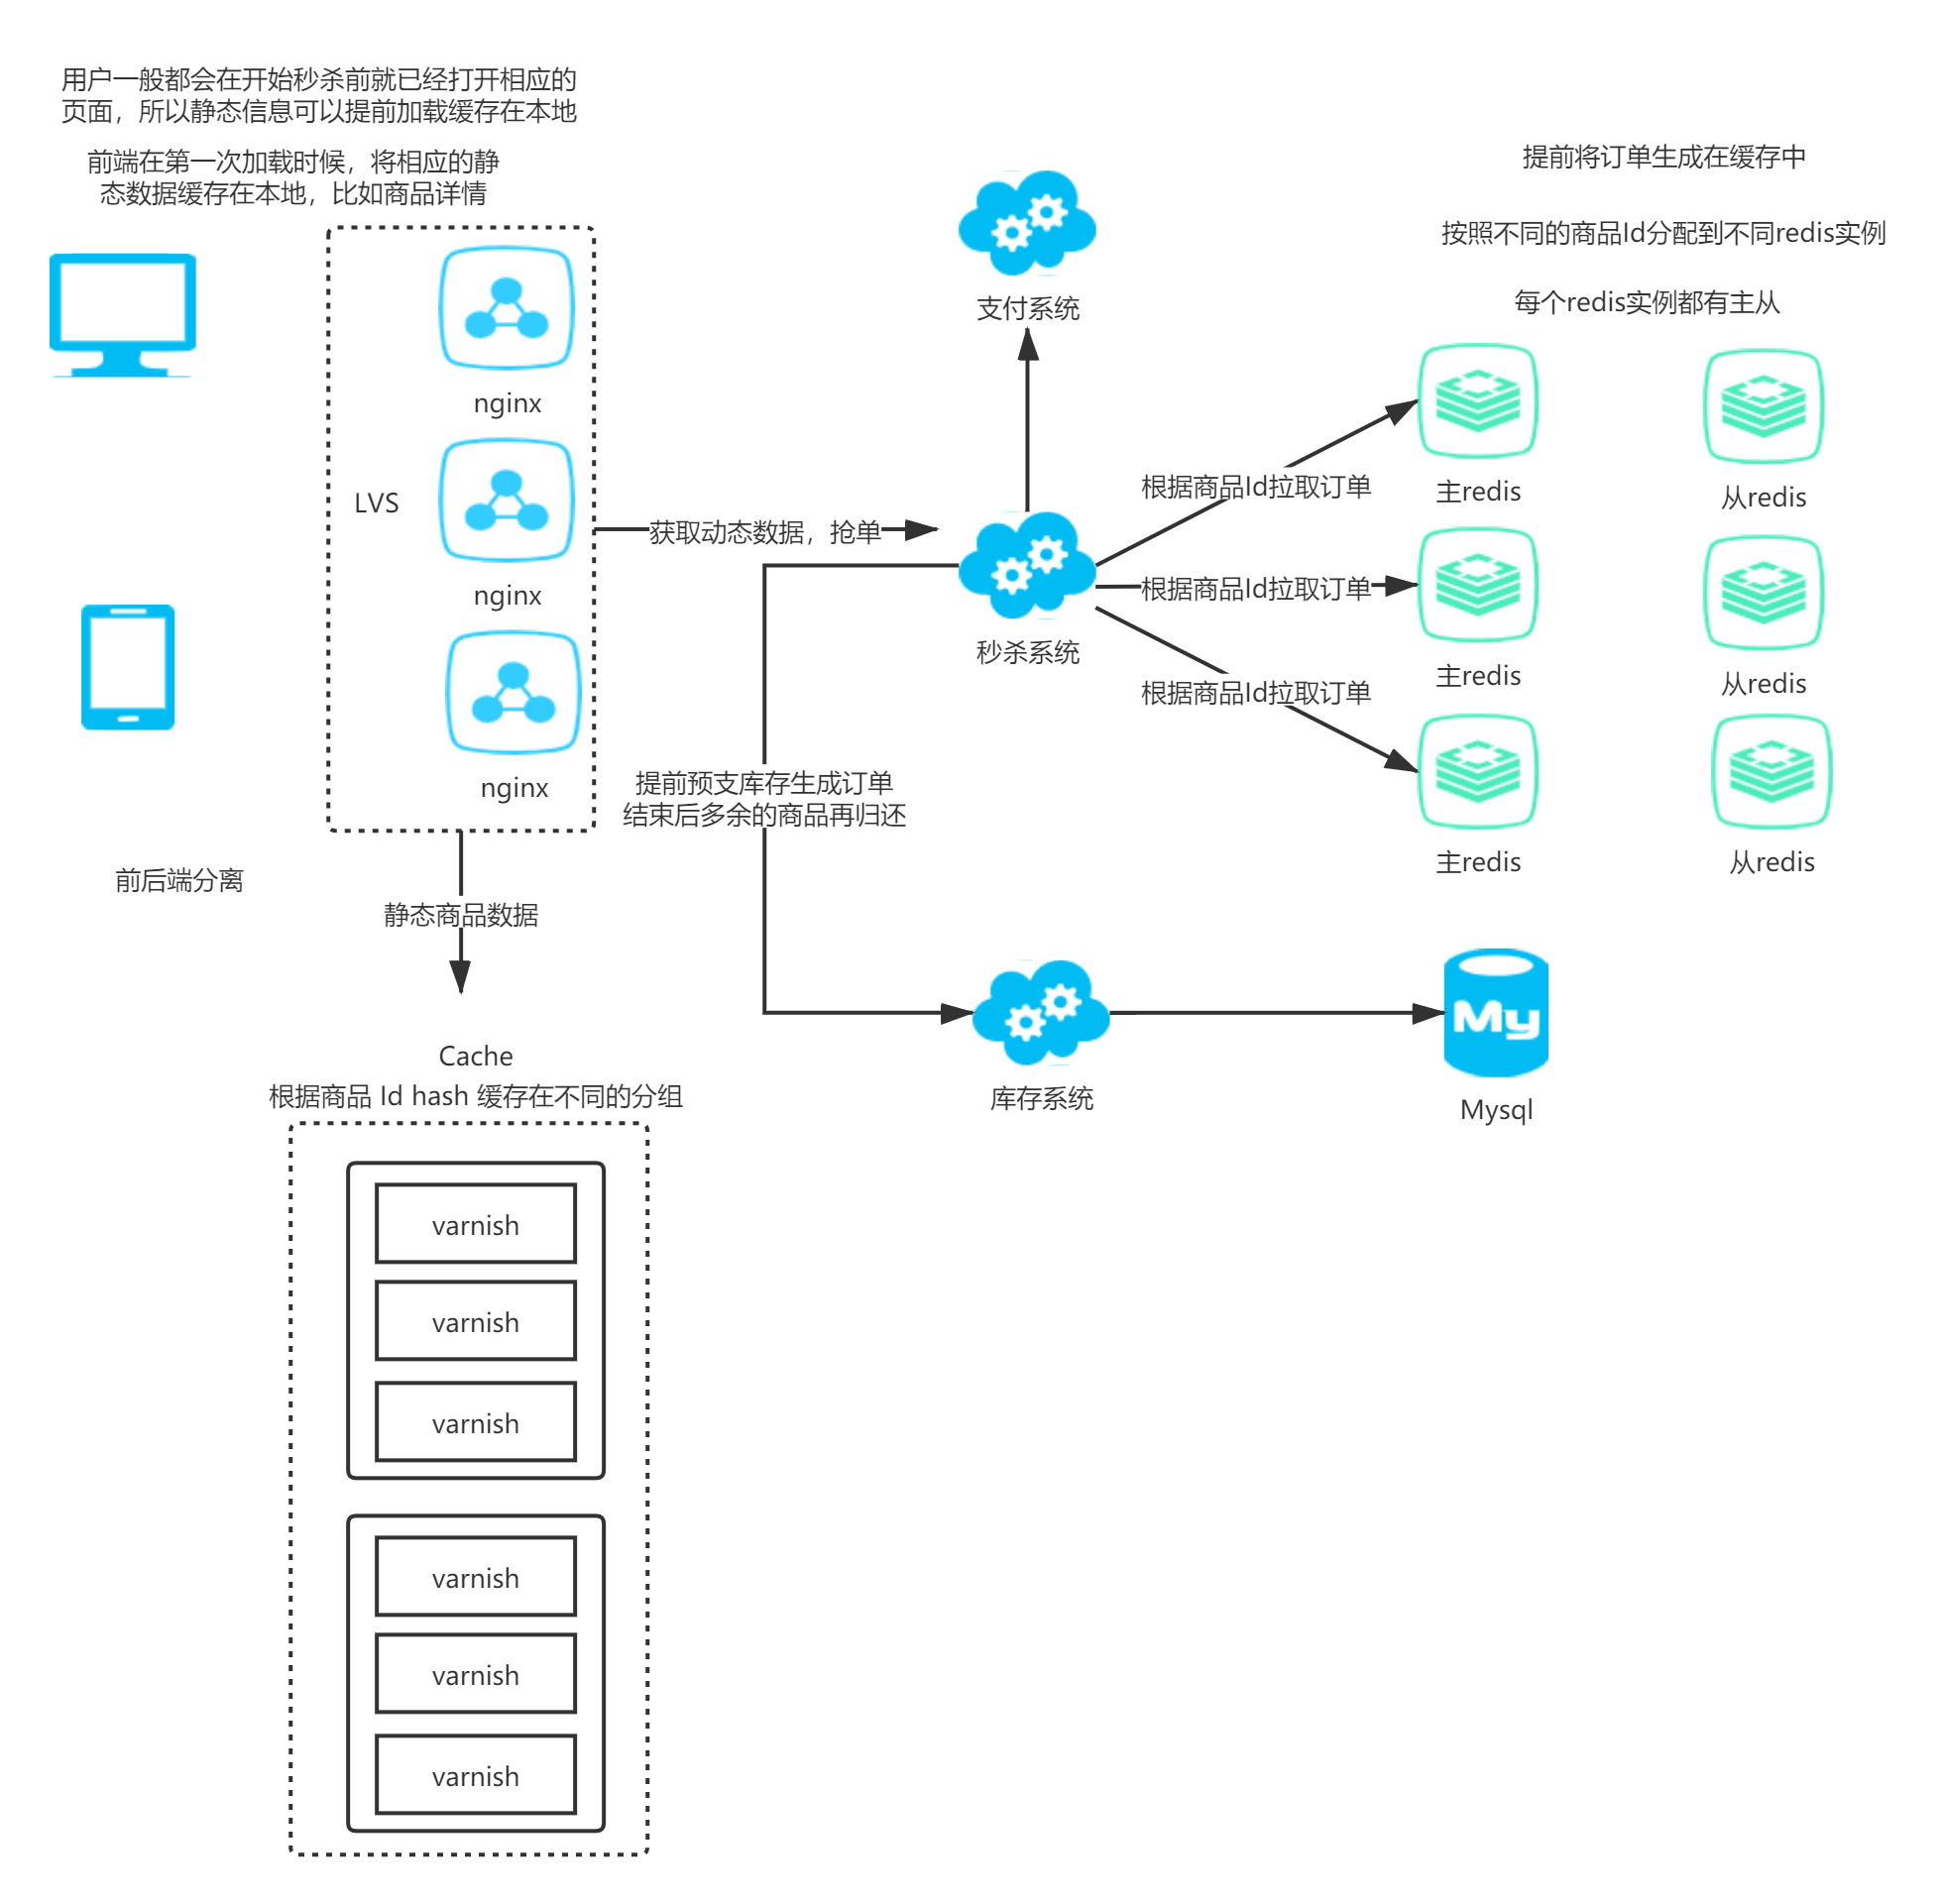 用户一般都会在开始秒杀前就已经打开相应的
页面，所以静态信息可以提前加载缓存在本地
前端在第一次加载时候，将相应的静
态数据缓存在本地，比如商品详情
LVS
nginx
nginx
nginx
前后端分离
静态商品数据
获取动态数据，抢单
支付系统
秒杀系统
提前预支库存生成订单
结束后多余的商品再归还
根据商品Id拉取订单
根据商品Id拉取订单
根据商品Id拉取订单
提前将订单生成在缓存中
按照不同的商品Id分配到不同redis实例
每个redis实例都有主从
主redis
从redis
主redis
从redis
主redis
从redis
库存系统
Mysql
Cache
根据商品 Id hash 缓存在不同的分组
varnish
varnish
varnish
varnish
varnish
varnish
My